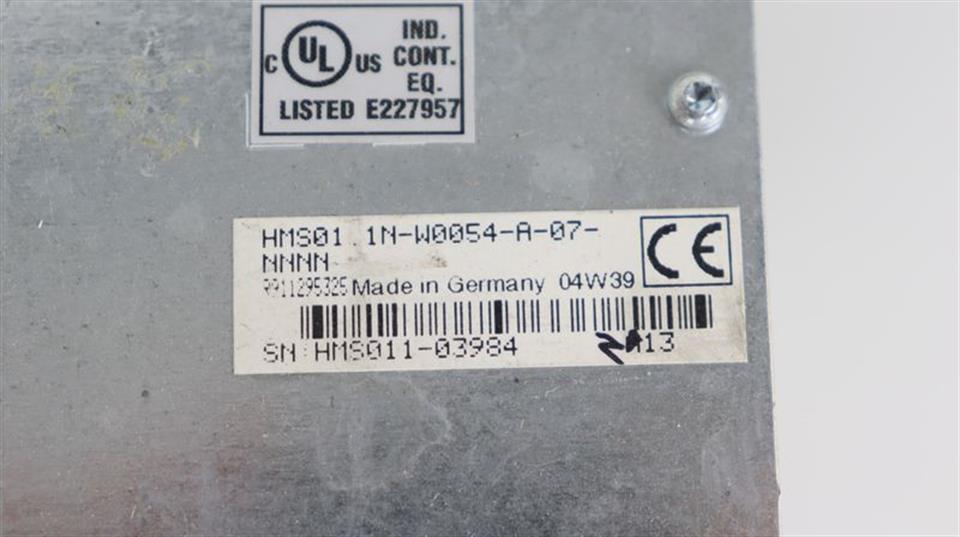 C UL US IND.
CONT.
EQ.
LISTED E227957
HMS01.1N-W0054-A-07-
NNNN
CE
R911295325 Made in Germany 04W39
SN:HMS011-03984 A13